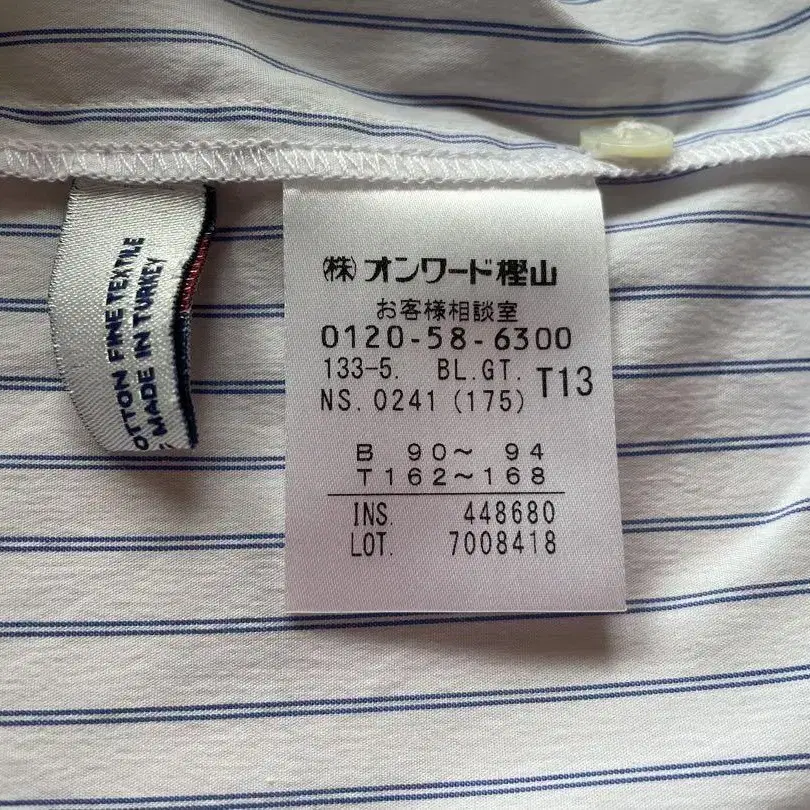 OTTON FINE TEXTILE
MADE IN TURKEY
(株)オンワード樫山
お客様相談室
0120-58-6300
133-5. BL.GT. T13
NS.0241(175)
B 90~ 94
T162~168
INS. 448680
LOT. 7008418